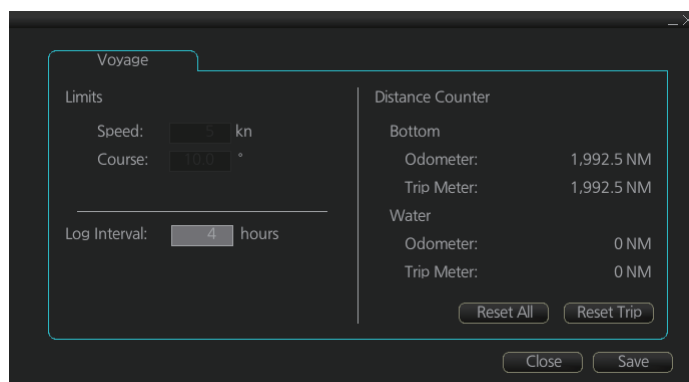 Voyage
Limits
Speed: 5 kn
Course: 10.0 °
Log Interval: 4 hours
Distance Counter
Bottom
Odometer: 1,992.5 NM
Trip Meter: 1,992.5 NM
Water
Odometer: 0 NM
Trip Meter: 0 NM
Reset All Reset Trip
Close Save